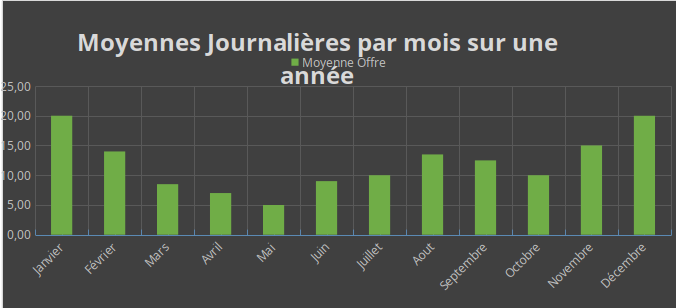 Moyennes Journalières par mois sur une
Moyenne Offre
année
25,00
20,00
15,00
10,00
5,00
0,00
Janvier
Février
Mars
Avril
Mai
Juin
Juillet
Aout
Septembre
Octobre
Novembre
Décembre